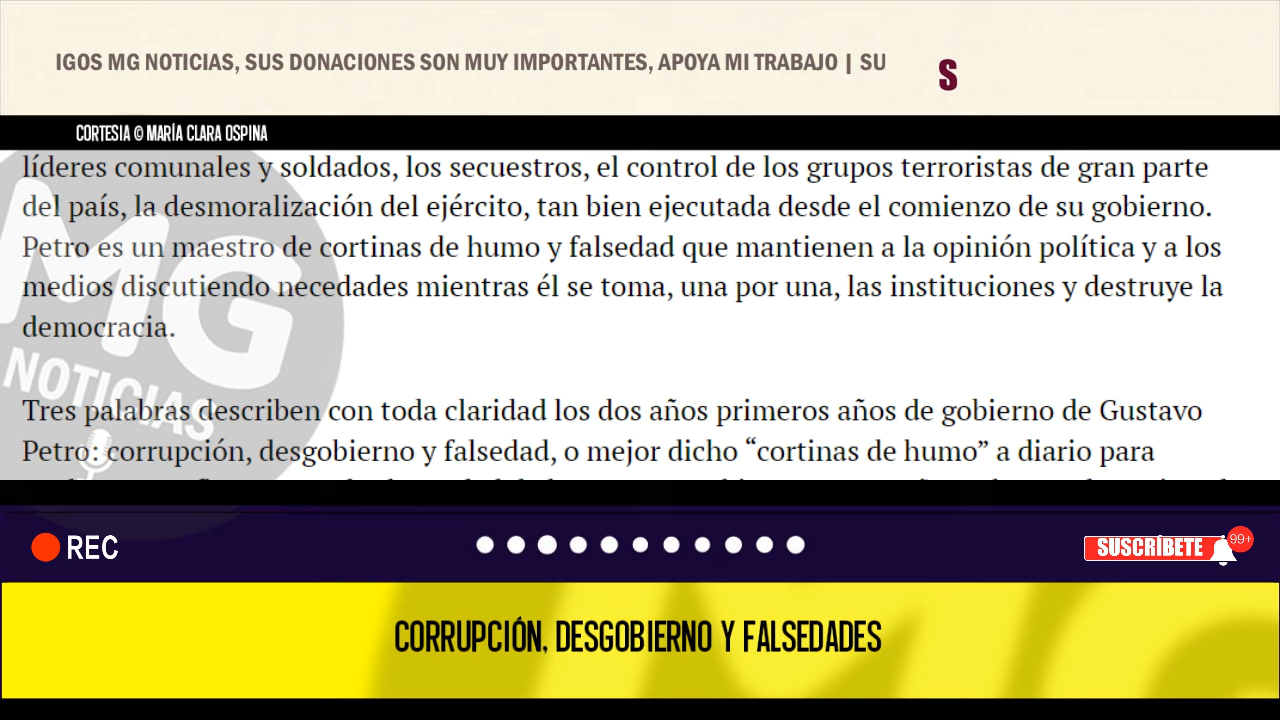 IGOS MG NOTICIAS, SUS DONACIONES SON MUY IMPORTANTES, APOYA MI TRABAJO | SU
S
CORTESIA © MARÍA CLARA OSPINA
líderes comunales y soldados, los secuestros, el control de los grupos terroristas de gran parte
del país, la desmoralización del ejército, tan bien ejecutada desde el comienzo de su gobierno.
Petro es un maestro de cortinas de humo y falsedad que mantienen a la opinión política y a los
medios discutiendo necedades mientras él se toma, una por una, las instituciones y destruye la
democracia.
MG
NOTICIAS
Tres palabras describen con toda claridad los dos años primeros años de gobierno de Gustavo
Petro: corrupción, desgobierno y falsedad, o mejor dicho “cortinas de humo” a diario para
REC
SUSCRÍBETE
99+
CORRUPCIÓN, DESGOBIERNO Y FALSEDADES